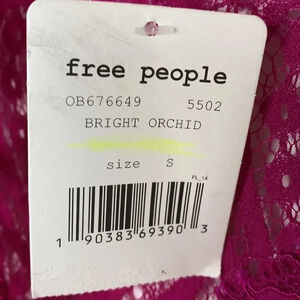 free people
OB676649 5502
BRIGHT ORCHID
size S
FL_14
1 90383 69390 3